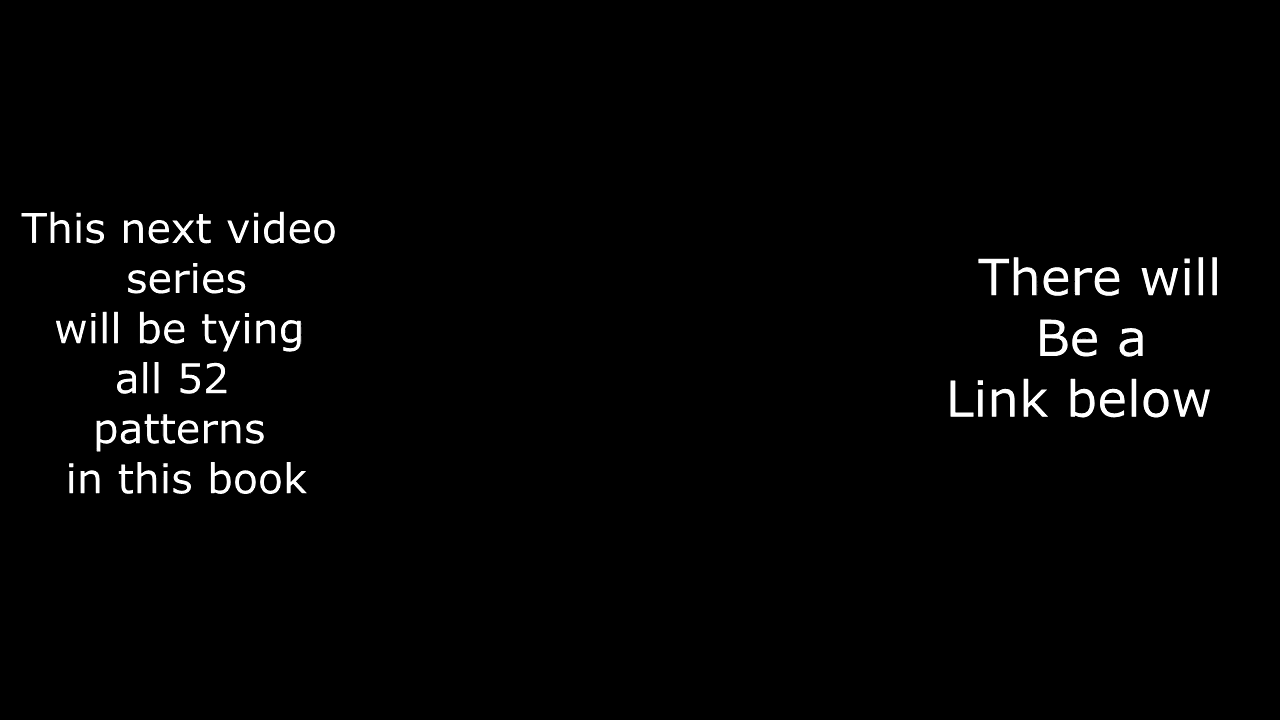 This next video
series
will be tying
all 52
patterns
in this book
There will
Be a
Link below